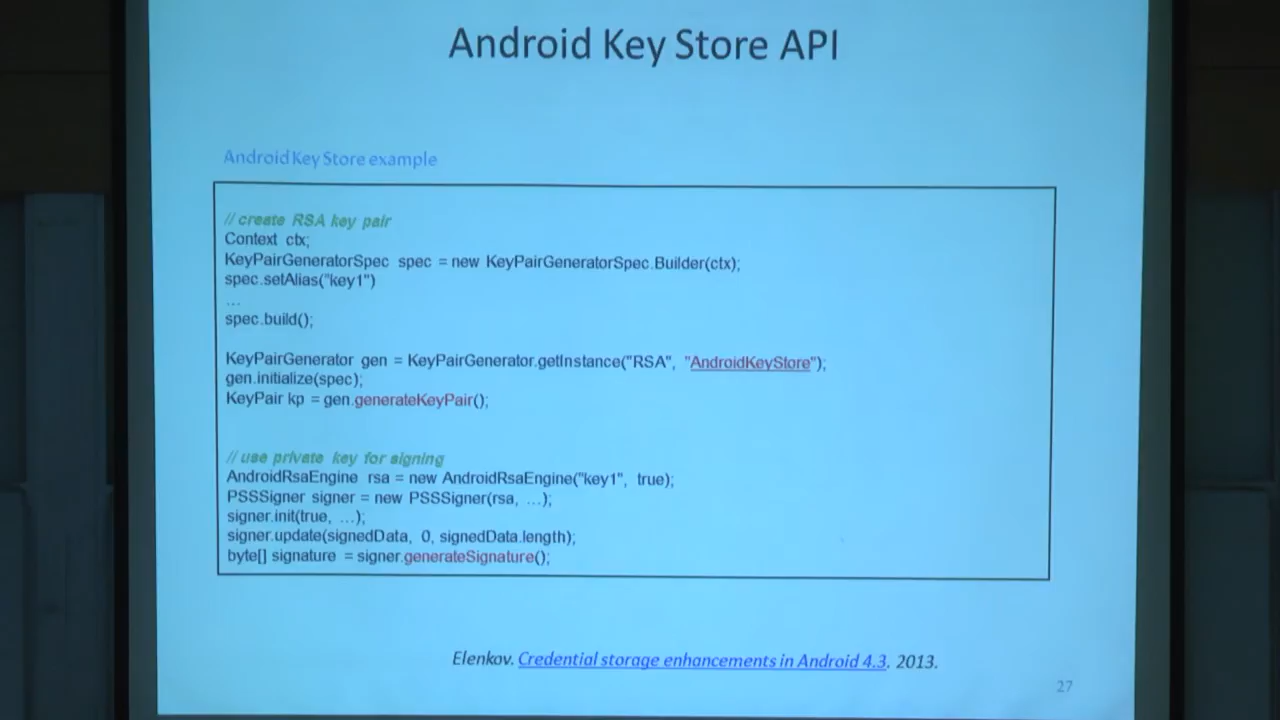 Android Key Store API
Android Key Store example
// create RSA key pair
Context ctx;
KeyPairGeneratorSpec spec = new KeyPairGeneratorSpec.Builder(ctx);
spec.setAlias("key1")
...
spec.build();
KeyPairGenerator gen = KeyPairGenerator.getInstance("RSA", "AndroidKeyStore");
gen.initialize(spec);
KeyPair kp = gen.generateKeyPair();
// use private key for signing
AndroidRsaEngine rsa = new AndroidRsaEngine("key1", true);
PSSSigner signer = new PSSSigner(rsa, ...);
signer.init(true, ...);
signer.update(signedData, 0, signedData.length);
byte[] signature = signer.generateSignature();
Elenkov. Credential storage enhancements in Android 4.3. 2013.
27